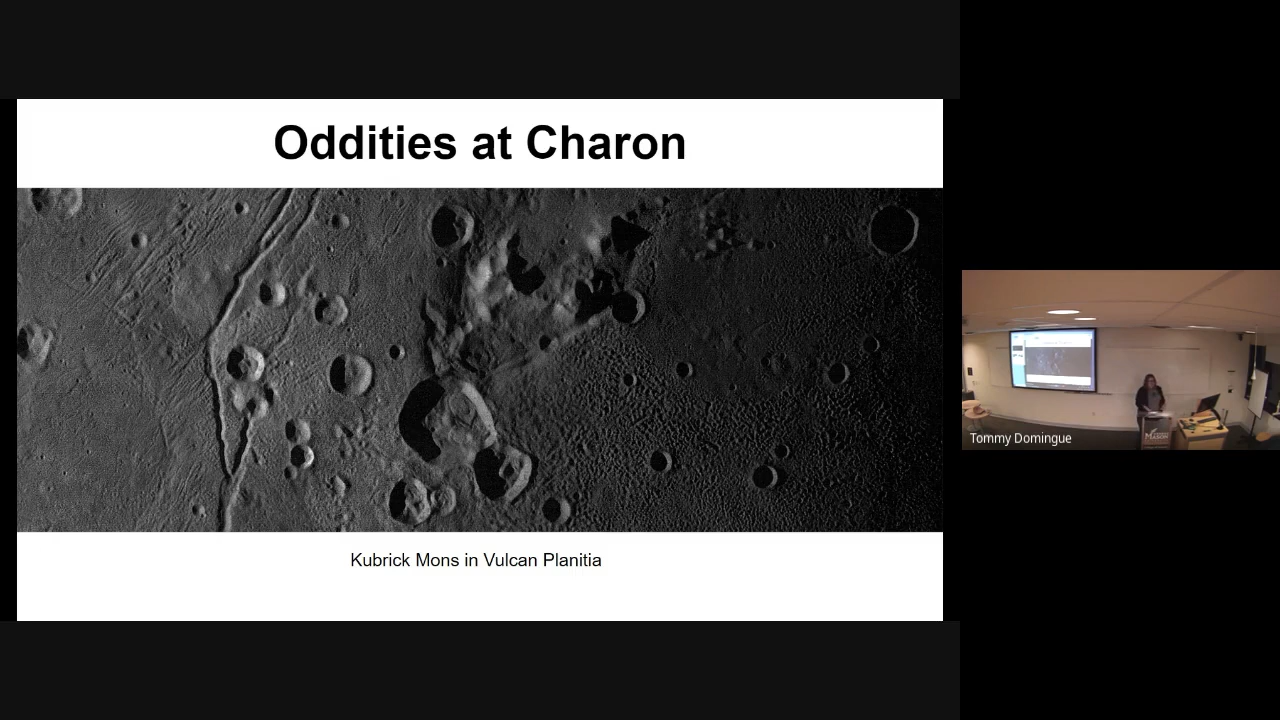 Oddities at Charon
Kubrick Mons in Vulcan Planitia
Tommy Domingue